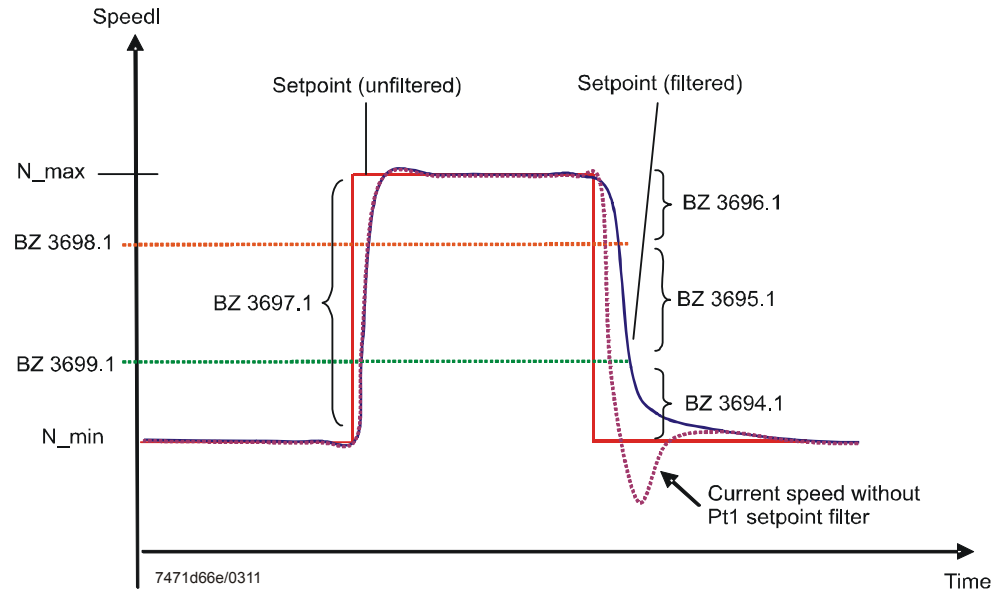 Speedl
Setpoint (unfiltered)
Setpoint (filtered)
N_max
BZ 3696.1
BZ 3698.1
BZ 3697.1
BZ 3695.1
BZ 3699.1
BZ 3694.1
N_min
Current speed without
Pt1 setpoint filter
7471d66e/0311
Time